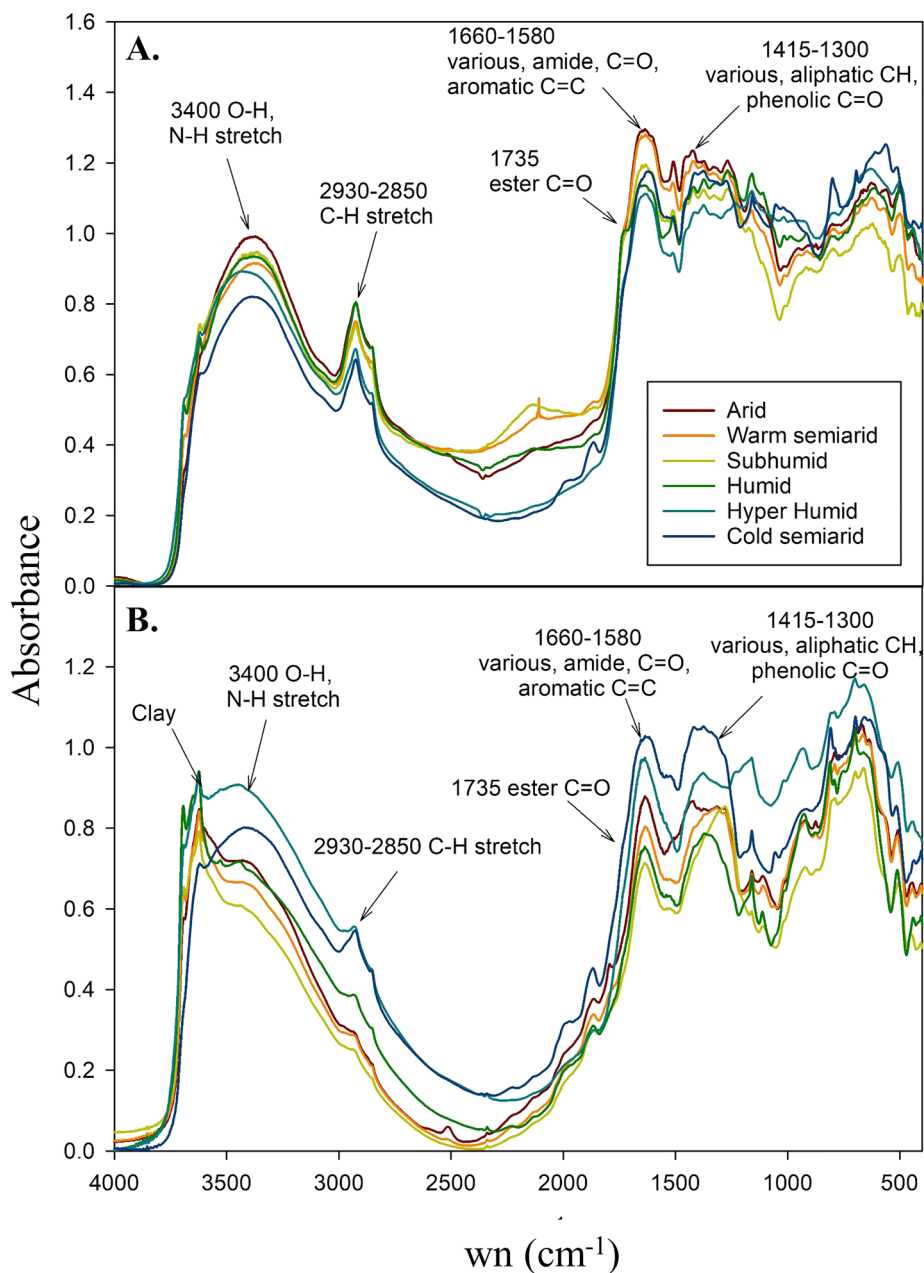 1.6
A.
1660-1580
various, amide, C=O,
aromatic C=C
1415-1300
various, aliphatic CH,
phenolic C=O
1.4
3400 O-H,
N-H stretch
1735
ester C=O
2930-2850
C-H stretch
1.2
1.0
0.8
0.6
0.4
0.2
0.0
Arid
Warm semiarid
Subhumid
Humid
Hyper Humid
Cold semiarid
Absorbance
B.
1660-1580
various, amide, C=O,
aromatic C=C
1415-1300
various, aliphatic CH,
phenolic C=O
3400 O-H,
N-H stretch
Clay
1735 ester C=O
2930-2850 C-H stretch
1.2
1.0
0.8
0.6
0.4
0.2
0.0
4000 3500 3000 2500 2000 1500 1000 500
wn (cm-1)